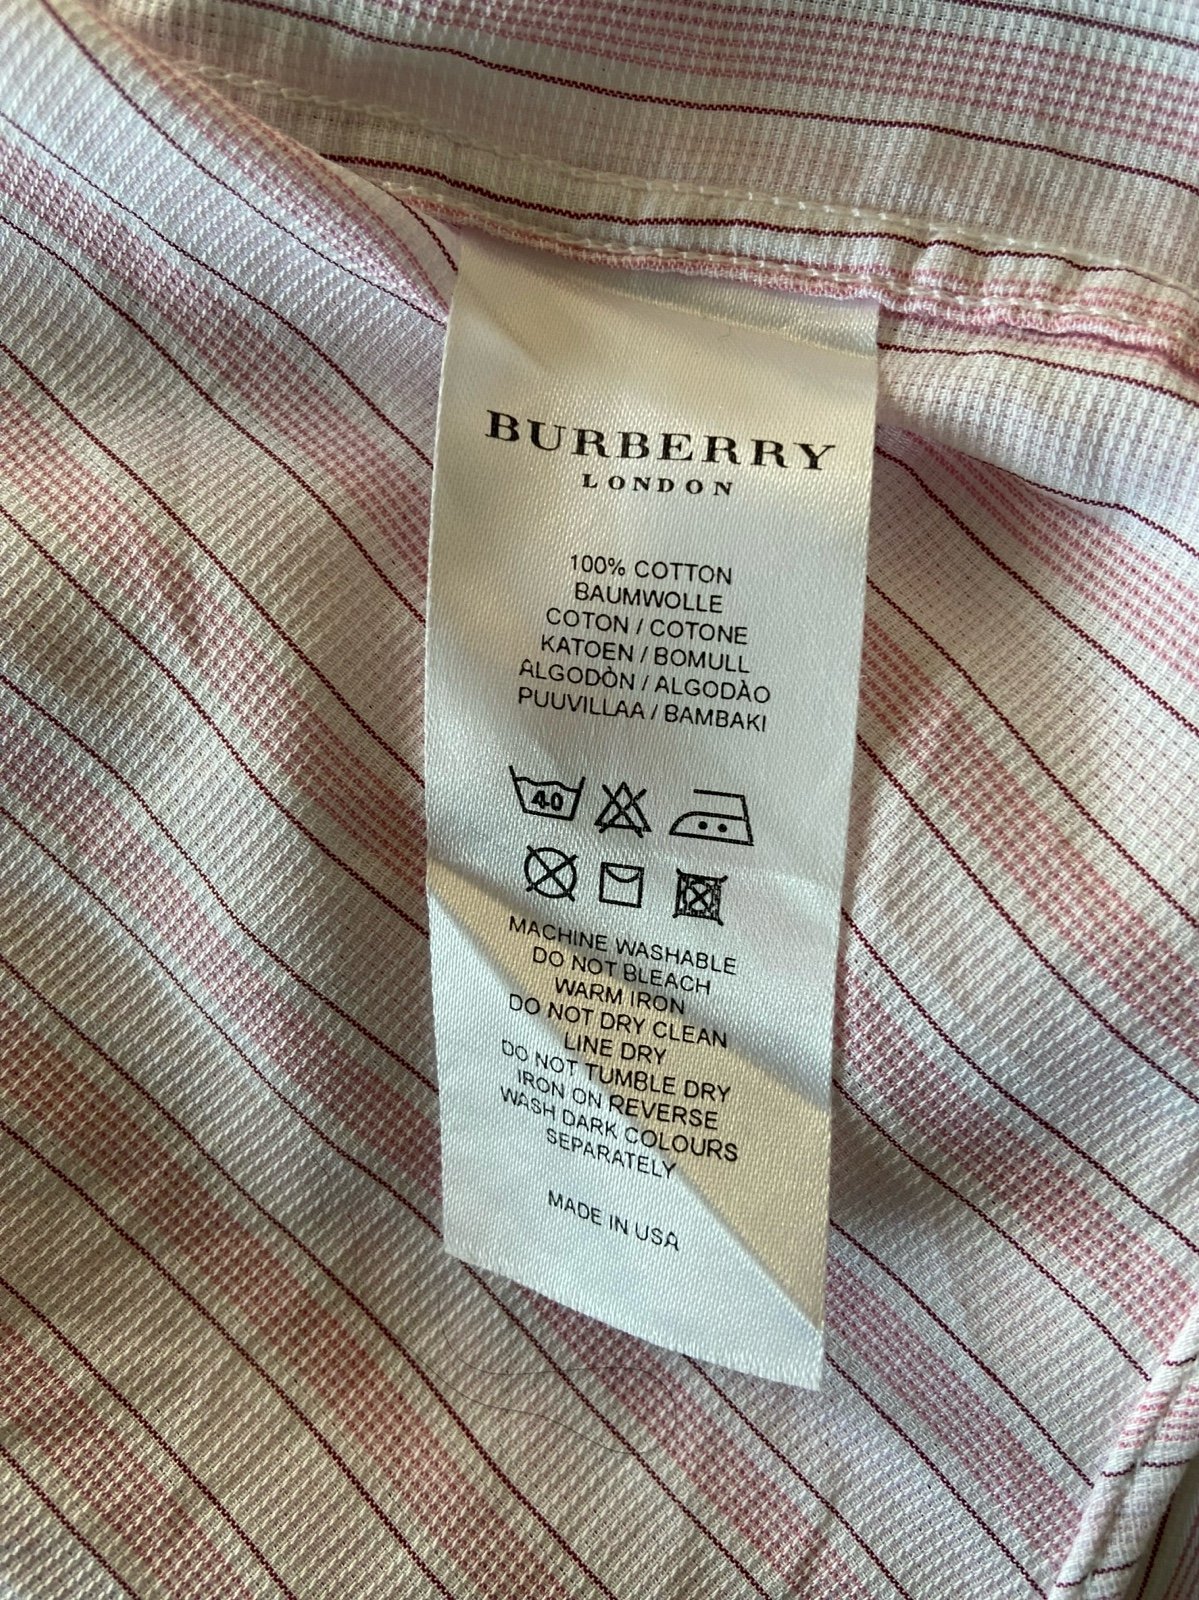 BURBERRY
LONDON
100% COTTON
BAUMWOLLE
COTON / COTONE
KATOEN / BOMULL
ALGODÒN / ALGODÀO
PUUVILLAA / BAMBAKI
40
MACHINE WASHABLE
DO NOT BLEACH
WARM IRON
DO NOT DRY CLEAN
LINE DRY
DO NOT TUMBLE DRY
IRON ON REVERSE
WASH DARK COLOURS
SEPARATELY
MADE IN USA